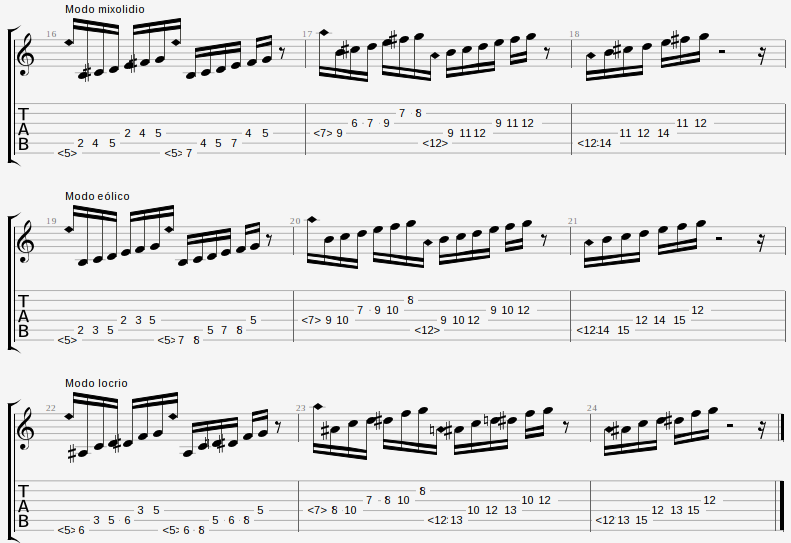 Modo mixolidio
16 17 18
T 7 8
6 7 9 9 11 12 11 12
A 2 4 5 4 5 <7> 9 9 11 12 11 12 14
B 2 4 5 4 5 7 <12> <12> 14
<5> <5> 7
Modo eólico
19 20 21
T 8
7 9 10 9 10 12 12
A 2 3 5 5 <7> 9 10 9 10 12 12 14 15
B 2 3 5 5 7 8 <12> <12> 14 15
<5> <5> 7 8
Modo locrio
22 23 24
T 8
7 8 10 10 12 12
A 3 5 5 <7> 8 10 10 12 13 12 13 15
B 3 5 6 5 6 8 <12> 13 <12> 13 15
<5> 6 <5> 6 8